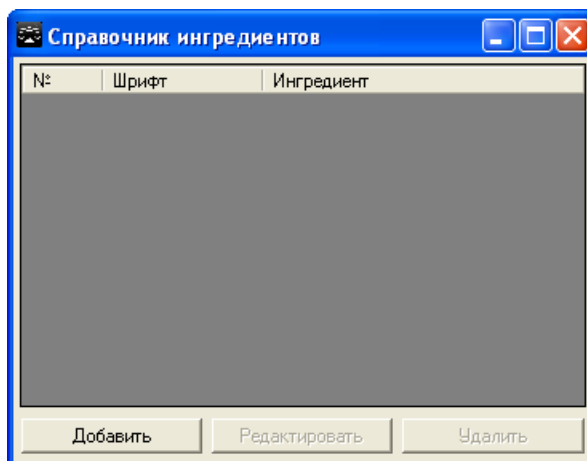 Справочник ингредиентов
№ Шрифт Ингредиент
Добавить Редактировать Удалить